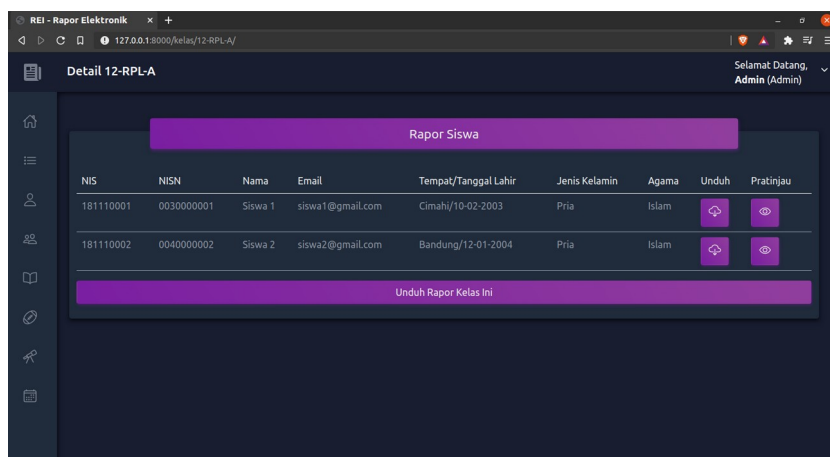 REI - Rapor Elektronik
127.0.0.1:8000/kelas/12-RPL-A/
Detail 12-RPL-A
Selamat Datang,
Admin (Admin)
Rapor Siswa
NIS NISN Nama Email Tempat/Tanggal Lahir Jenis Kelamin Agama Unduh Pratinjau
181110001 0030000001 Siswa 1 siswa1@gmail.com Cimahi/10-02-2003 Pria Islam
181110002 0040000002 Siswa 2 siswa2@gmail.com Bandung/12-01-2004 Pria Islam
Unduh Rapor Kelas Ini